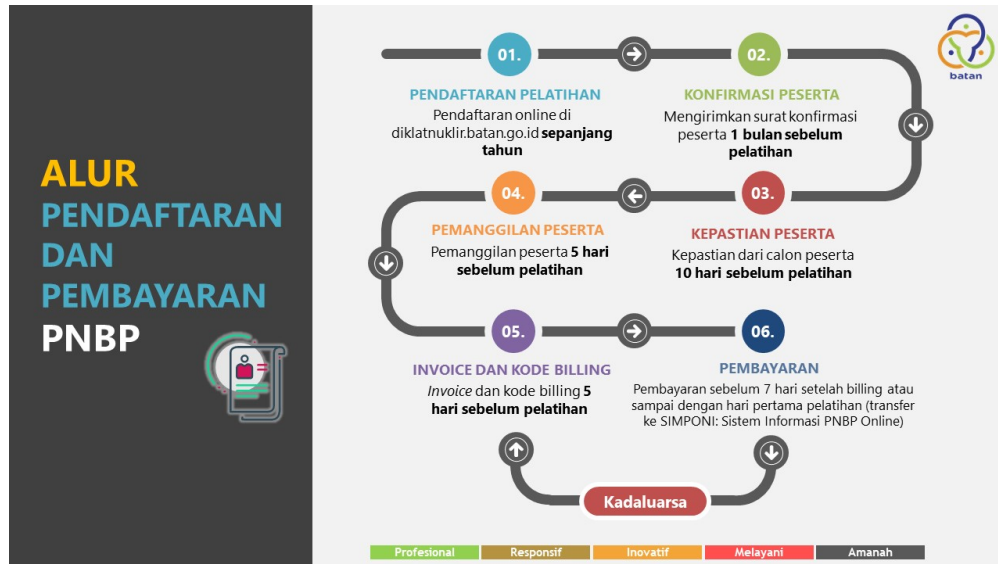 ALUR
PENDAFTARAN
DAN
PEMBAYARAN
PNBP
batan
01.
PENDAFTARAN PELATIHAN
Pendaftaran online di
diklatnuklir.batan.go.id sepanjang
tahun
02.
KONFIRMASI PESERTA
Mengirimkan surat konfirmasi
peserta 1 bulan sebelum
pelatihan
03.
KEPASTIAN PESERTA
Kepastian dari calon peserta
10 hari sebelum pelatihan
04.
PEMANGGILAN PESERTA
Pemanggilan peserta 5 hari
sebelum pelatihan
05.
INVOICE DAN KODE BILLING
Invoice dan kode billing 5
hari sebelum pelatihan
06.
PEMBAYARAN
Pembayaran sebelum 7 hari setelah billing atau
sampai dengan hari pertama pelatihan (transfer
ke SIMPONI: Sistem Informasi PNBP Online)
Kadaluarsa
Profesional
Responsif
Inovatif
Melayani
Amanah